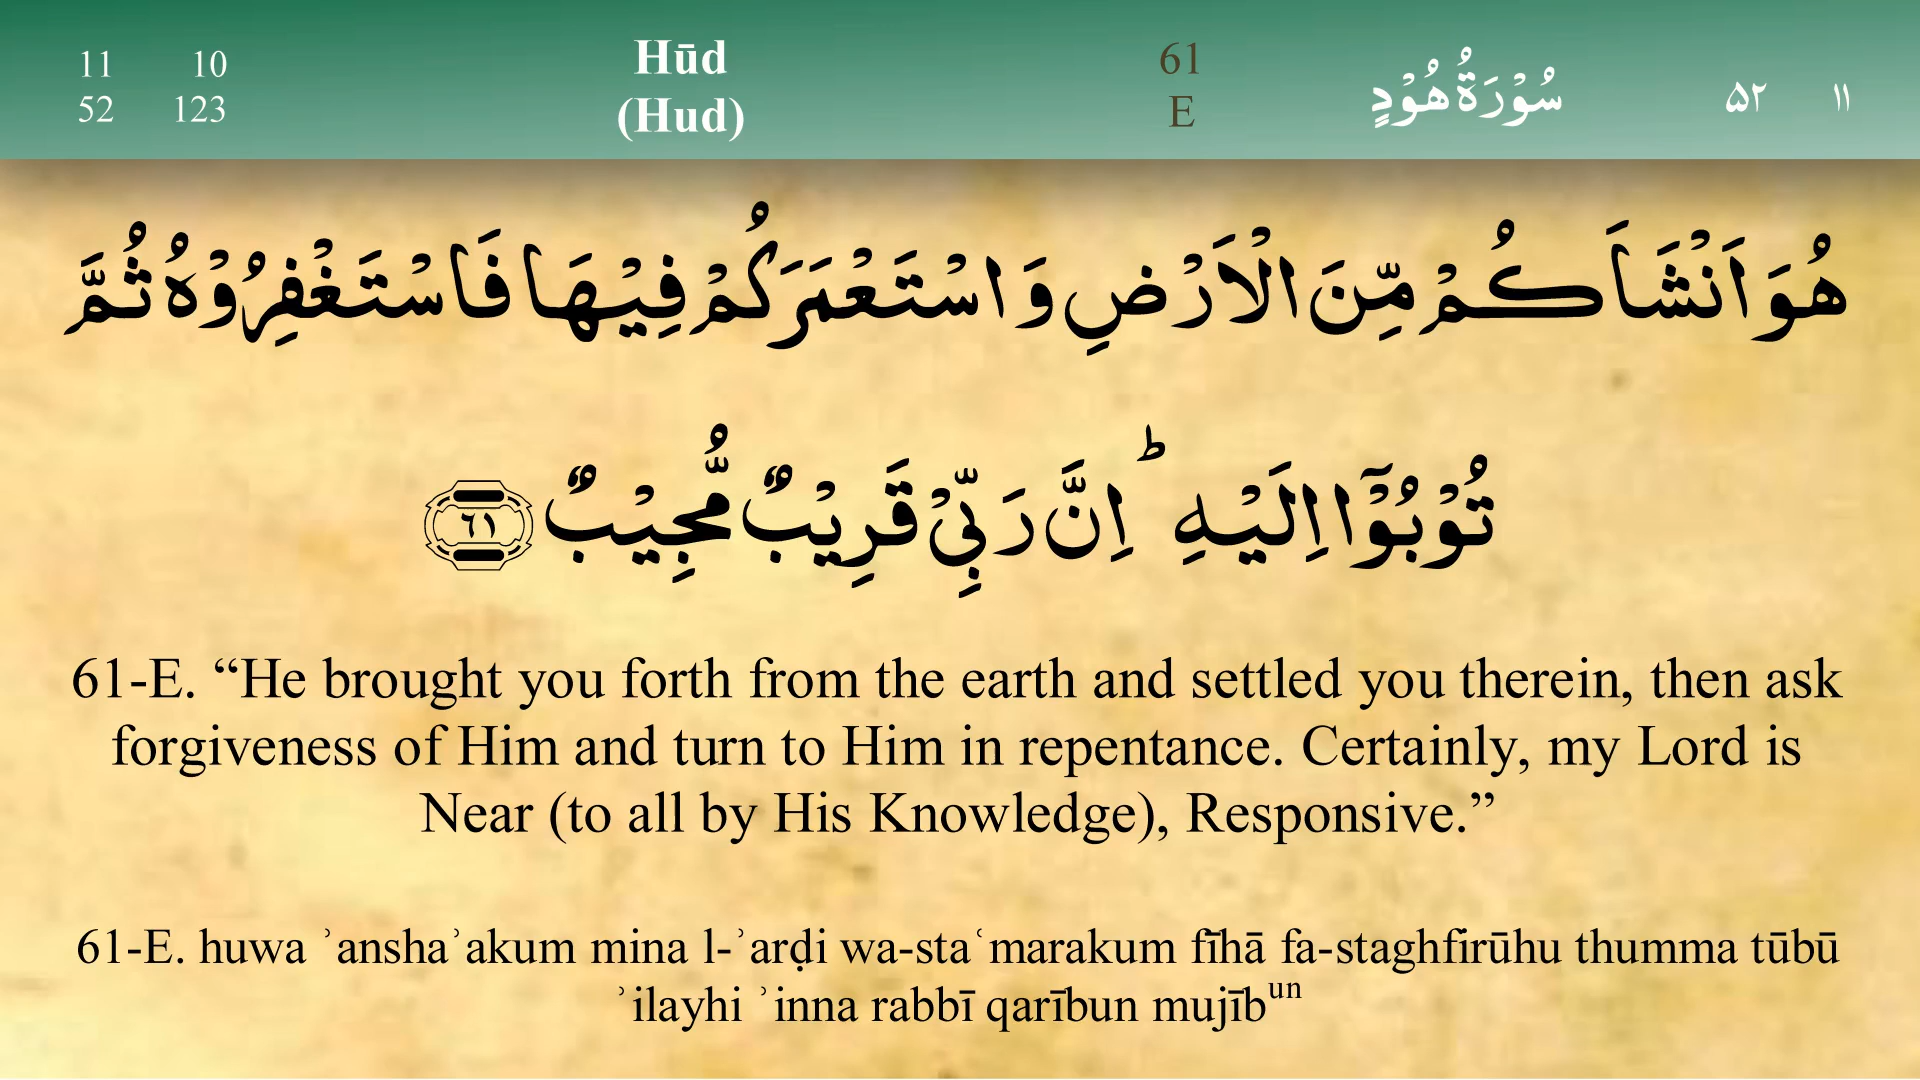 11 10 Hūd 61 سُوْرَةُ هُوْدٍ ۵۲ ۱۱
52 123 (Hud) E
هُوَ اَنْشَاَكُمْ مِّنَ الْاَرْضِ وَاسْتَعْمَرَكُمْ فِيْهَا فَاسْتَغْفِرُوْهُ ثُمَّ
تُوْبُوْۤا اِلَيْهِ ؕ اِنَّ رَبِّيْ قَرِيْبٌ مُّجِيْبٌ ٦١
61-E. “He brought you forth from the earth and settled you therein, then ask
forgiveness of Him and turn to Him in repentance. Certainly, my Lord is
Near (to all by His Knowledge), Responsive.”
61-E. huwa ʾanshaʾakum mina l-ʾarḍi wa-staʿmarakum fīhā fa-staghfirūhu thumma tūbū
ʾilayhi ʾinna rabbī qarībun mujībᵘⁿ